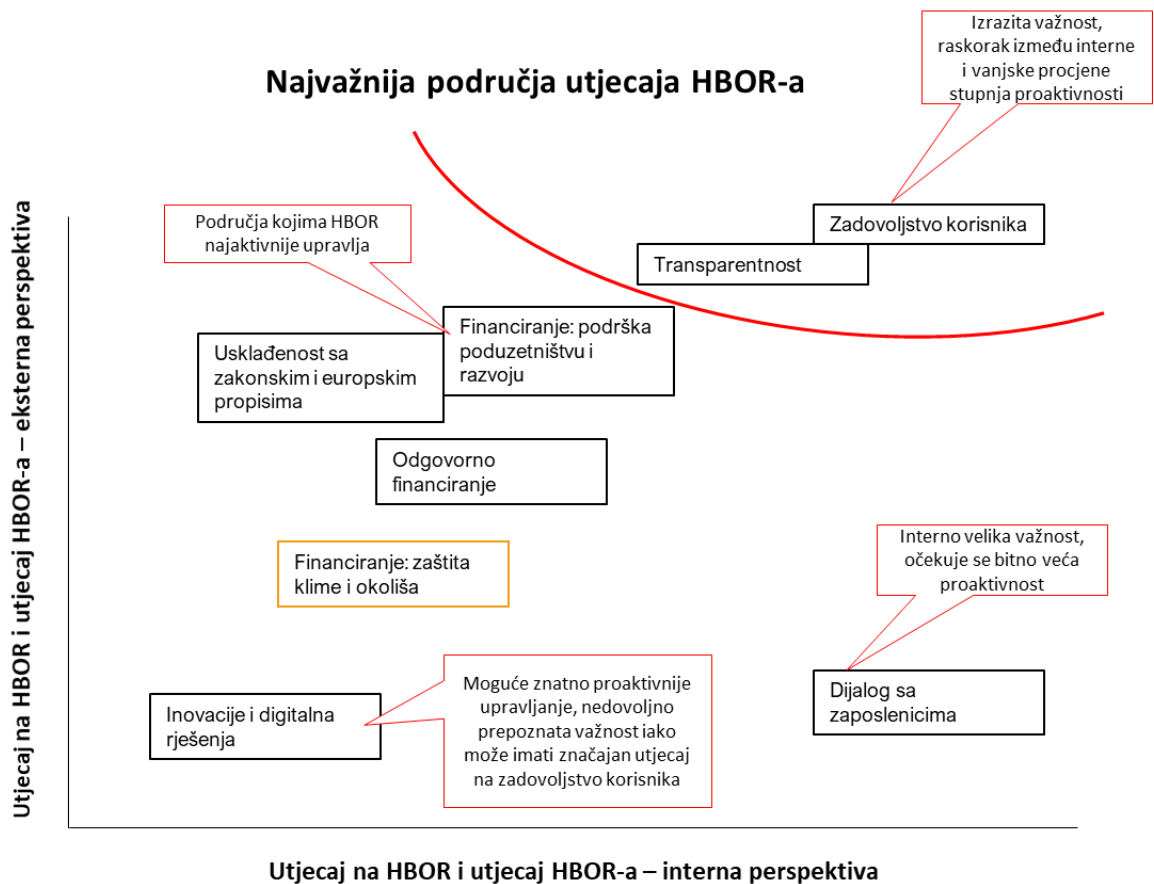 Izrazita važnost,
raskorak između interne
i vanjske procjene
stupnja proaktivnosti
Najvažnija područja utjecaja HBOR-a
Područja kojima HBOR
najaktivnije upravlja
Zadovoljstvo korisnika
Transparentnost
Financiranje: podrška
poduzetništvu i
razvoju
Usklađenost sa
zakonskim i europskim
propisima
Odgovorno
financiranje
Financiranje: zaštita
klime i okoliša
Interno velika važnost,
očekuje se bitno veća
proaktivnost
Dijalog sa
zaposlenicima
Inovacije i digitalna
rješenja
Moguće znatno proaktivnije
upravljanje, nedovoljno
prepoznata važnost iako
može imati značajan utjecaj
na zadovoljstvo korisnika
Utjecaj na HBOR i utjecaj HBOR-a – eksterna perspektiva
Utjecaj na HBOR i utjecaj HBOR-a – interna perspektiva